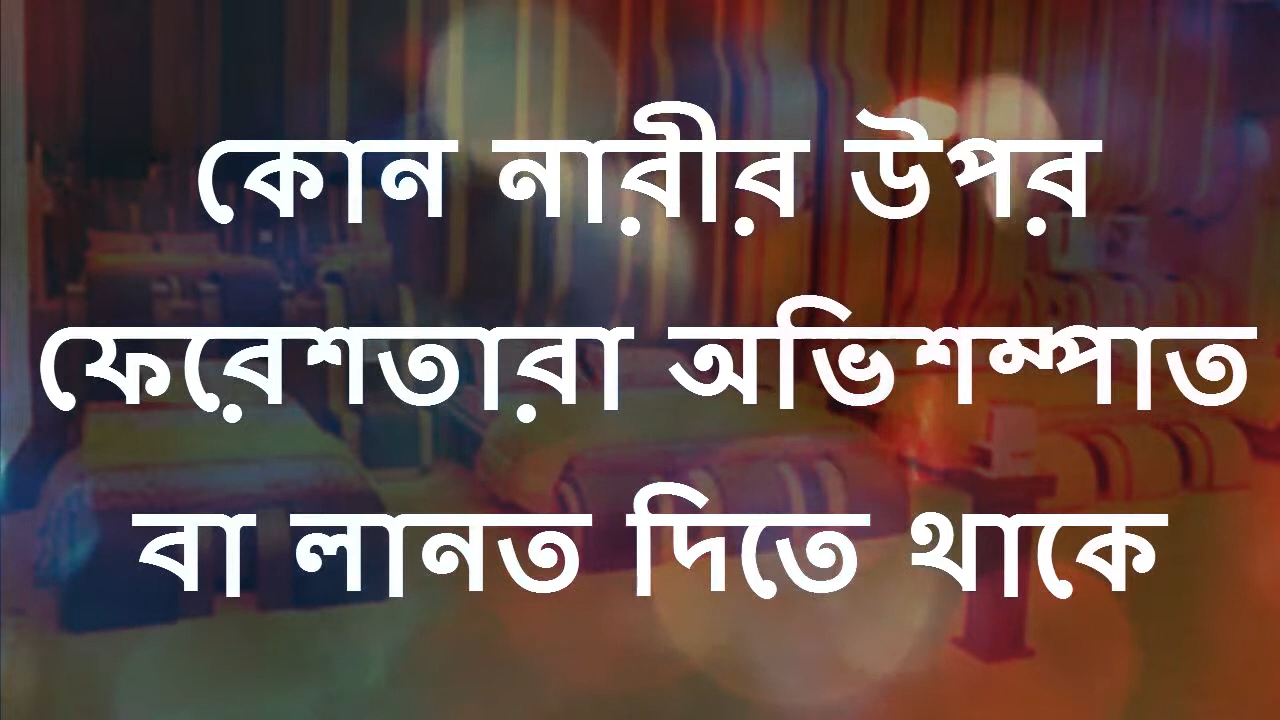 কোন নারীর উপর
ফেরেশতারা অভিশম্পাত
বা লানত দিতে থাকে